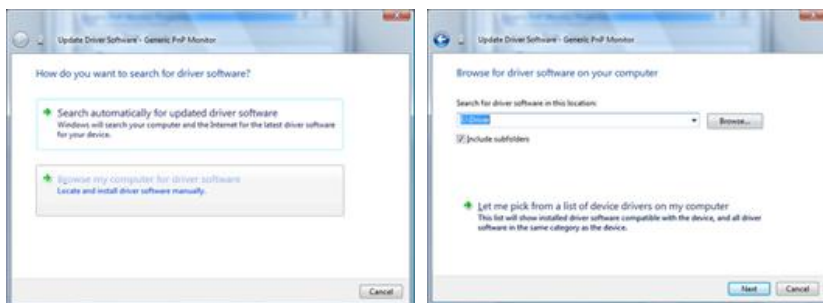 Update Driver Software - Generic PnP Monitor
How do you want to search for driver software?
Search automatically for updated driver software
Windows will search your computer and the Internet for the latest driver software
for your device.
Browse my computer for driver software
Locate and install driver software manually.
Cancel
Update Driver Software - Generic PnP Monitor
Browse for driver software on your computer
Search for driver software in this location:
Browse...
Include subfolders
Let me pick from a list of device drivers on my computer
This list will show installed driver software compatible with the device, and all driver
software in the same category as the device.
Next
Cancel